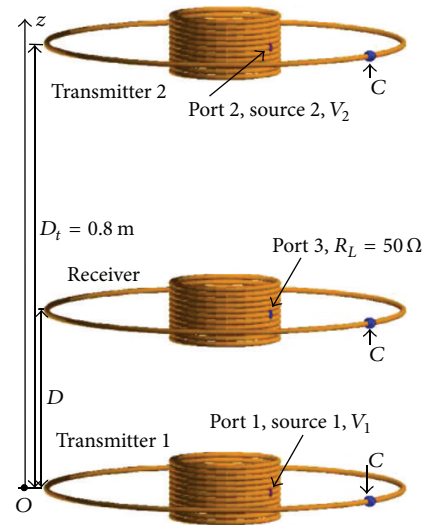 z
Transmitter 2
Port 2, source 2, V₂
C
Dₜ = 0.8 m
Port 3, R_L = 50 Ω
Receiver
C
D
Port 1, source 1, V₁
Transmitter 1
C
O